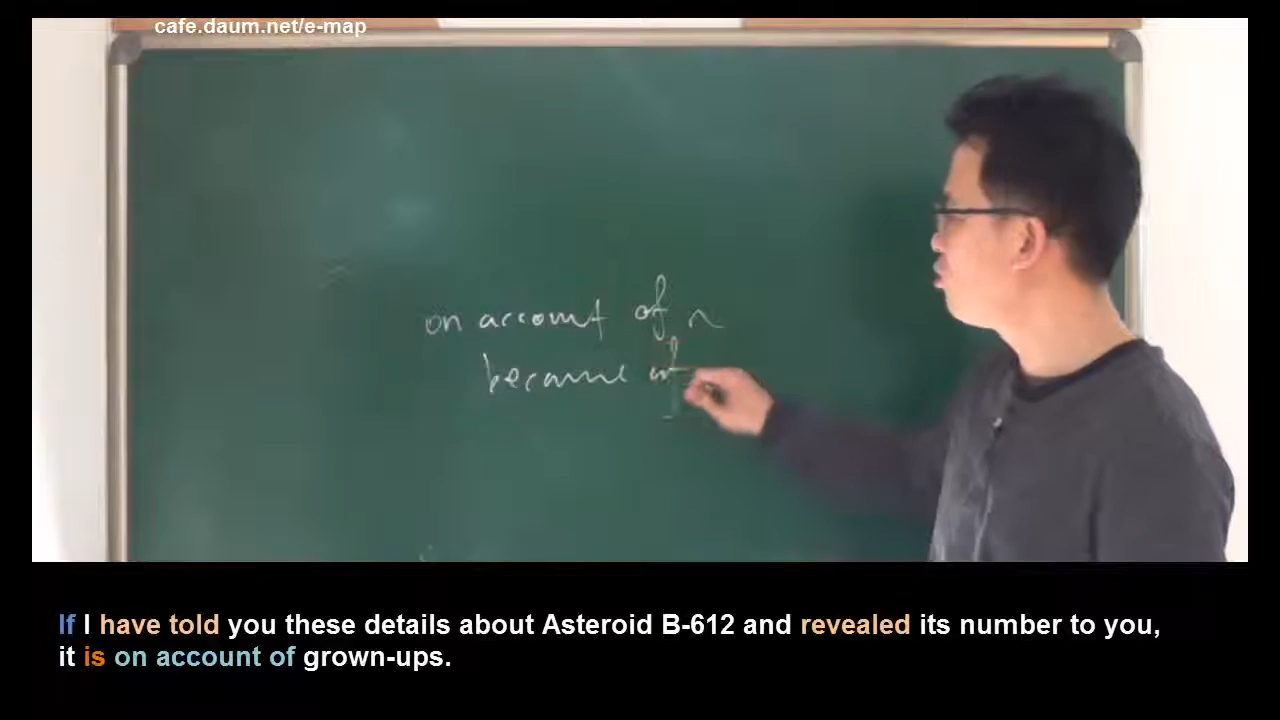 cafe.daum.net/e-map
on account of n
because of
If I have told you these details about Asteroid B-612 and revealed its number to you,
it is on account of grown-ups.